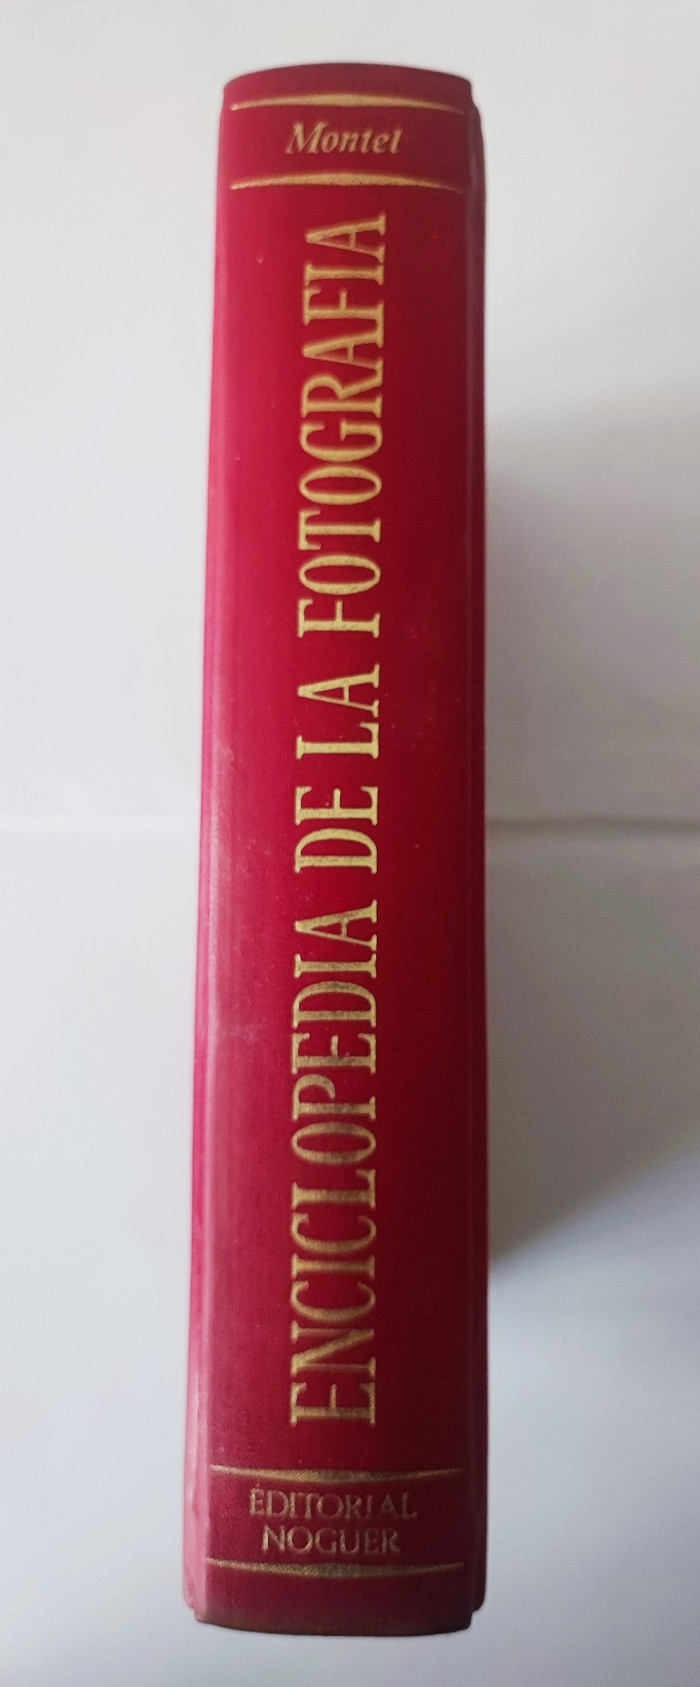 Montel
ENCICLOPEDIA DE LA FOTOGRAFIA
EDITORIAL
NOGUER